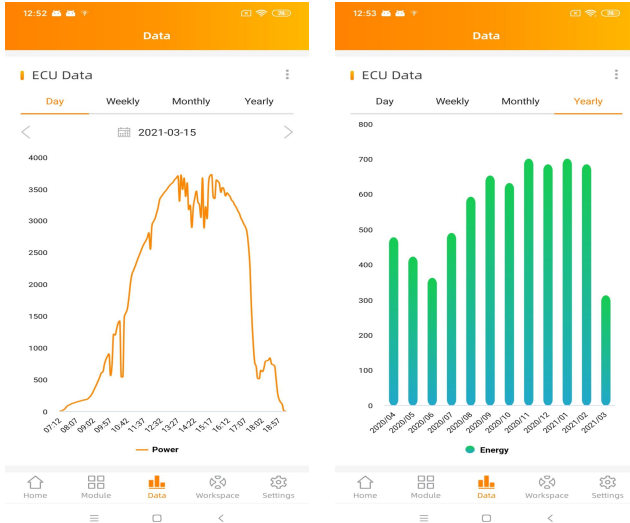 12:52
Data
ECU Data
Day Weekly Monthly Yearly
2021-03-15
4000
3500
3000
2500
2000
1500
1000
500
0
07:12 08:07 09:02 09:57 10:42 11:37 12:32 13:27 14:22 15:17 16:12 17:07 18:02 18:57
Power
Home Module Data Workspace Settings
12:53
Data
ECU Data
Day Weekly Monthly Yearly
800
700
600
500
400
300
200
100
0
2020/04 2020/05 2020/06 2020/07 2020/08 2020/09 2020/10 2020/11 2020/12 2021/01 2021/02 2021/03
Energy
Home Module Data Workspace Settings